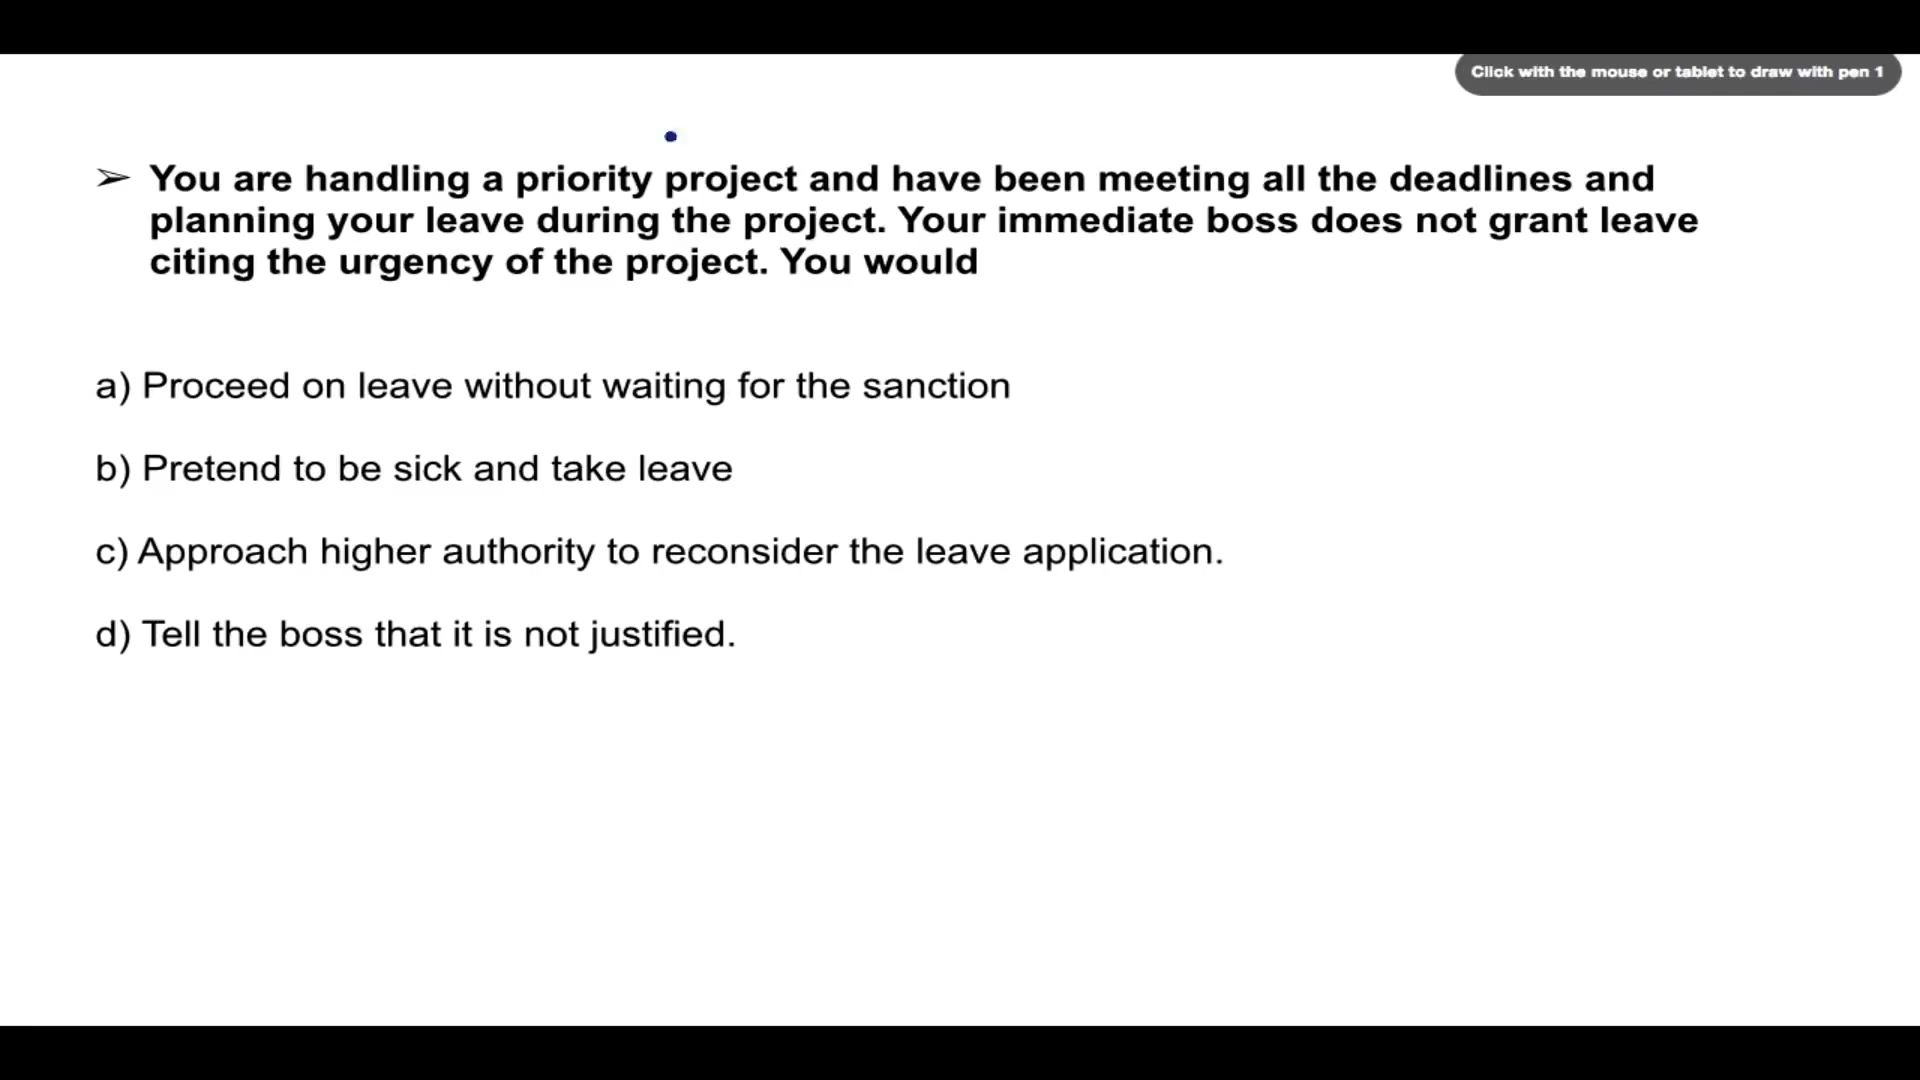 Click with the mouse or tablet to draw with pen 1
➢ You are handling a priority project and have been meeting all the deadlines and
planning your leave during the project. Your immediate boss does not grant leave
citing the urgency of the project. You would
a) Proceed on leave without waiting for the sanction
b) Pretend to be sick and take leave
c) Approach higher authority to reconsider the leave application.
d) Tell the boss that it is not justified.